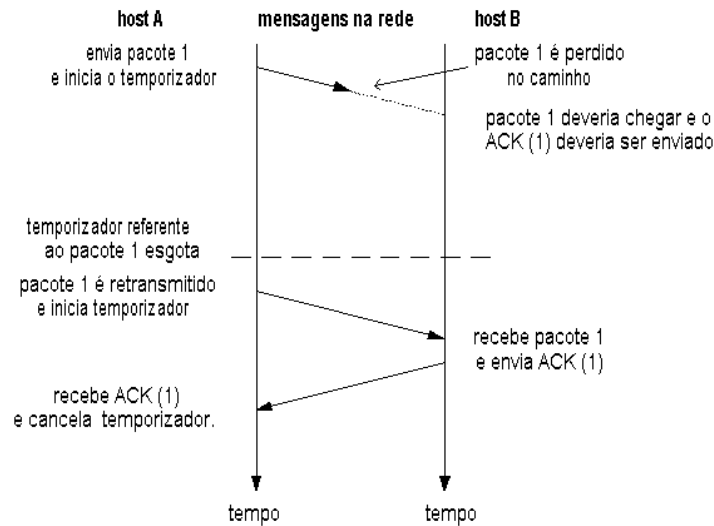 host A
mensagens na rede
host B
envia pacote 1
e inicia o temporizador
pacote 1 é perdido
no caminho
pacote 1 deveria chegar e o
ACK (1) deveria ser enviado
temporizador referente
ao pacote 1 esgota
pacote 1 é retransmitido
e inicia temporizador
recebe pacote 1
e envia ACK (1)
recebe ACK (1)
e cancela temporizador.
tempo
tempo